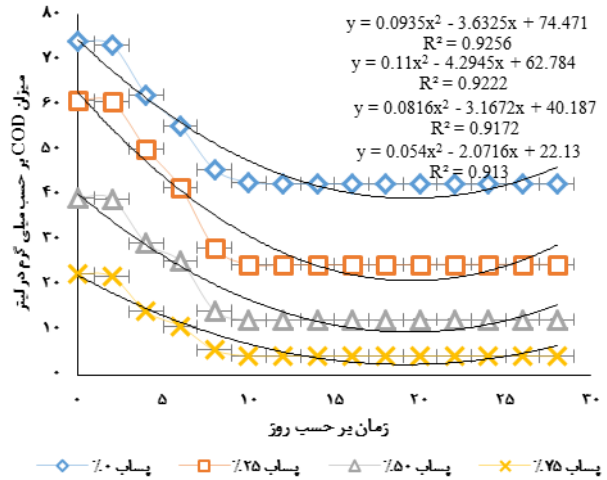 y = 0.0935x² - 3.6325x + 74.471
R² = 0.9256
y = 0.11x² - 4.2945x + 62.784
R² = 0.9222
y = 0.0816x² - 3.1672x + 40.187
R² = 0.9172
y = 0.054x² - 2.0716x + 22.13
R² = 0.913
میزان COD بر حسب میلی گرم در لیتر
۸۰
۷۰
۶۰
۵۰
۴۰
۳۰
۲۰
۱۰
۰
۰ ۵ ۱۰ ۱۵ ۲۰ ۲۵ ۳۰
زمان بر حسب روز
پساب ۰٪ پساب ۲۵٪ پساب ۵۰٪ پساب ۷۵٪